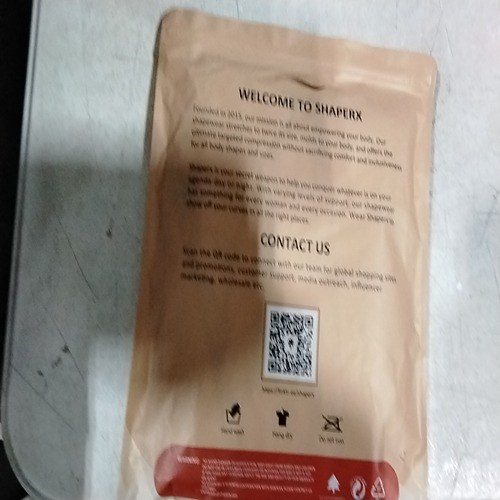 WELCOME TO SHAPERX
Founded in 2013, our mission is all about empowering your body. Our
shapewear stretches to twice its size, molds to your body, and offers the
ultimate targeted compression without sacrificing comfort and inclusiveness
for all body shapes and sizes.
Shaperx is your secret weapon to help you conquer whatever is on your
agenda day or night. With varying levels of support, our shapewear
has something for every woman and every occasion. Wear Shaperx to
show off your curves in all the right places.
CONTACT US
Scan the QR code to connect with our team for global shopping sites
and promotions, customer support, media outreach, influencer
marketing, wholesale etc.
Hand wash
Hang dry
Do not iron
WARNING: